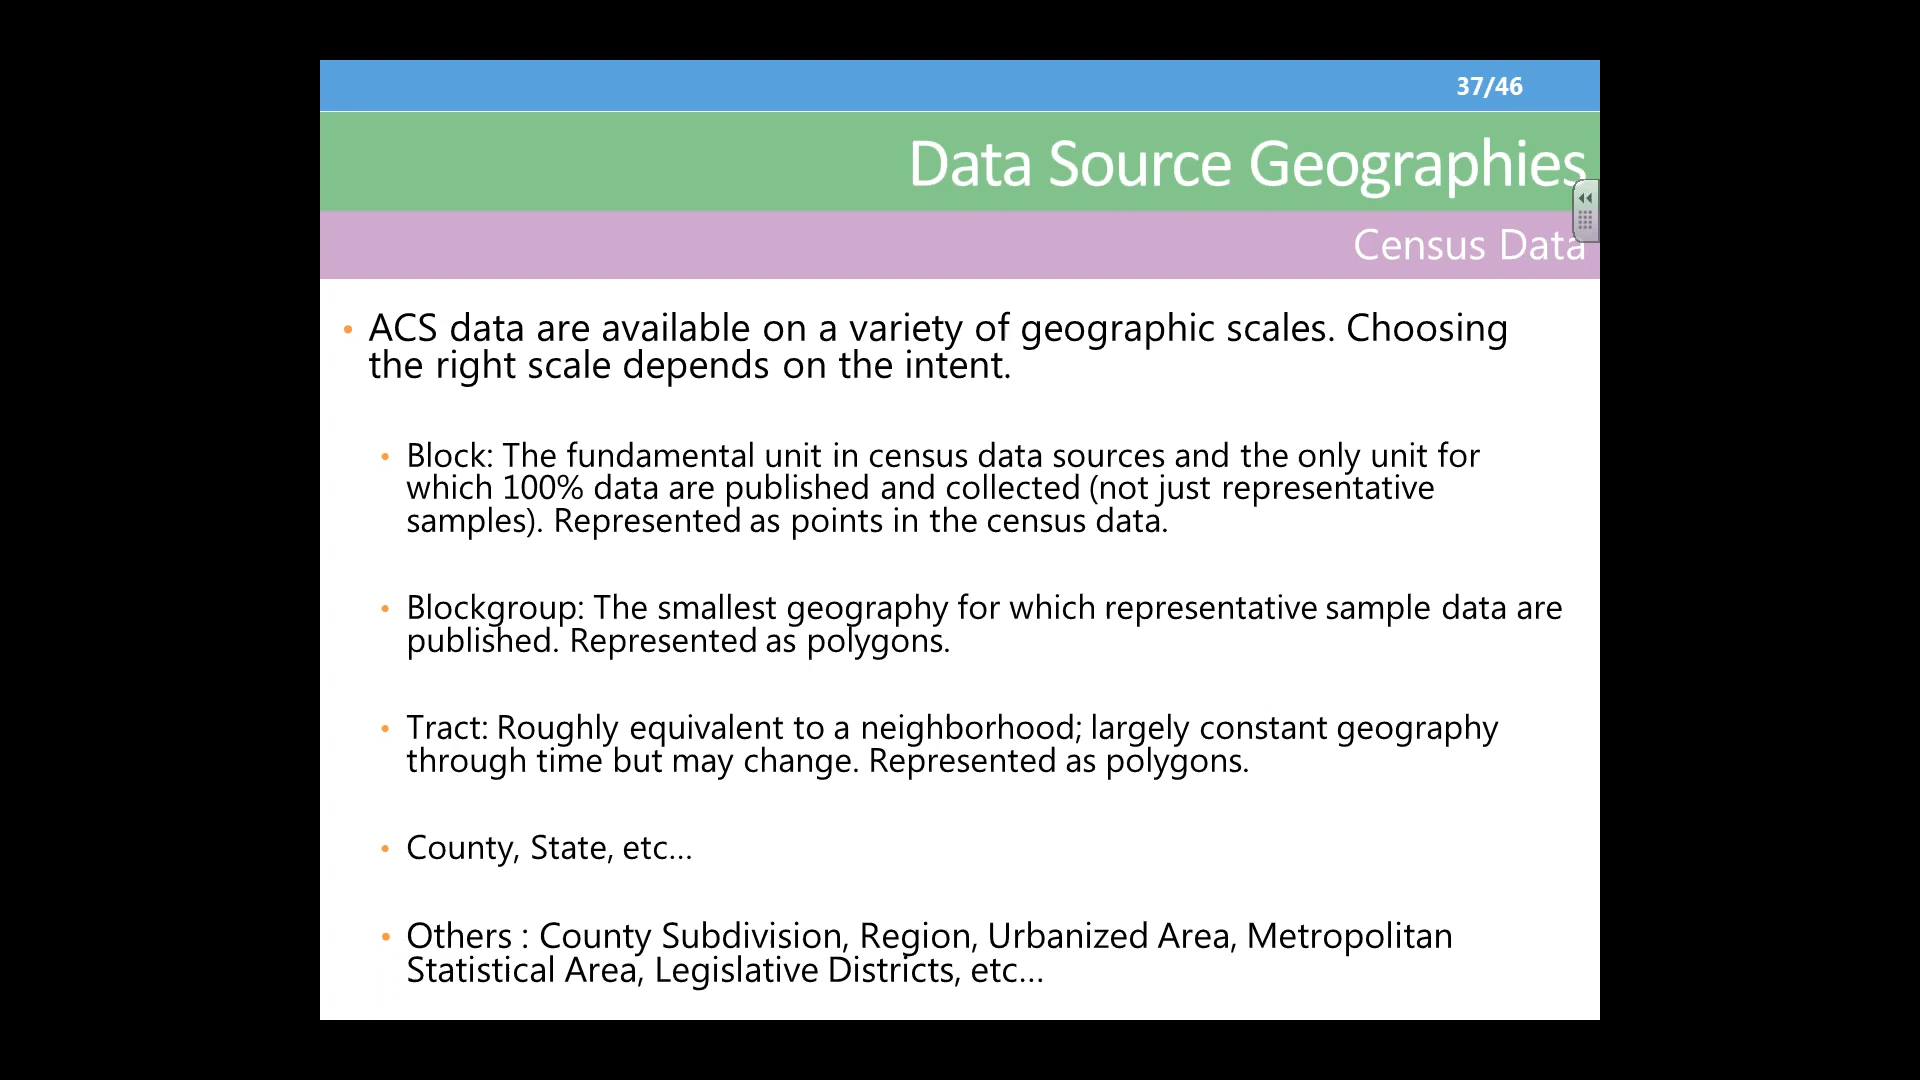 37/46
Data Source Geographies
Census Data
• ACS data are available on a variety of geographic scales. Choosing
the right scale depends on the intent.
• Block: The fundamental unit in census data sources and the only unit for
which 100% data are published and collected (not just representative
samples). Represented as points in the census data.
• Blockgroup: The smallest geography for which representative sample data are
published. Represented as polygons.
• Tract: Roughly equivalent to a neighborhood; largely constant geography
through time but may change. Represented as polygons.
• County, State, etc...
• Others : County Subdivision, Region, Urbanized Area, Metropolitan
Statistical Area, Legislative Districts, etc...